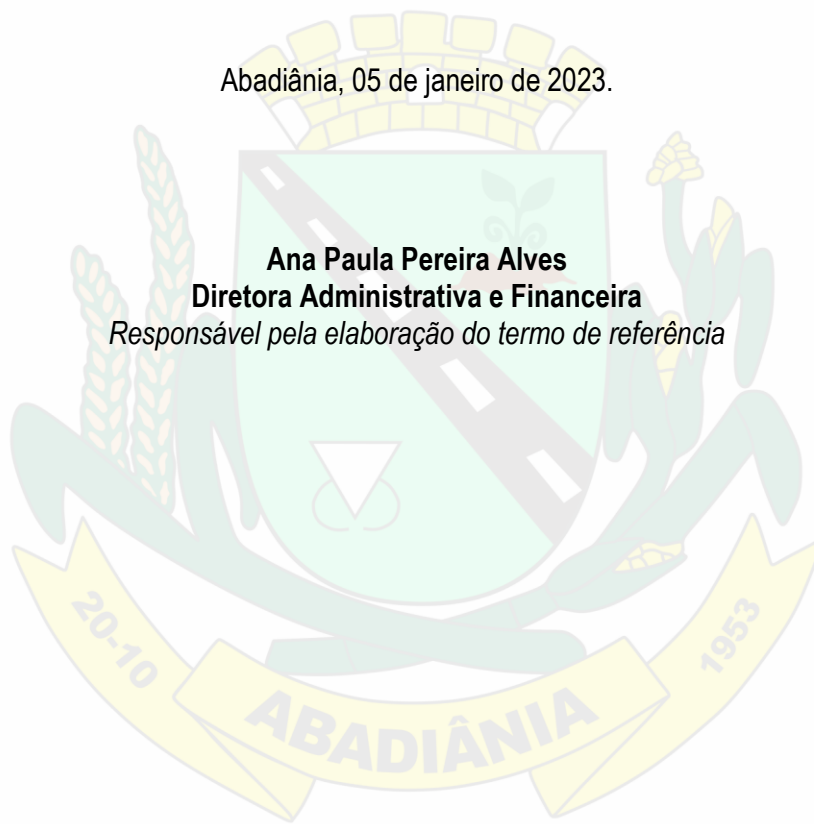 Abadiânia, 05 de janeiro de 2023.
Ana Paula Pereira Alves
Diretora Administrativa e Financeira
Responsável pela elaboração do termo de referência
20-10
1953
ABADIÂNIA